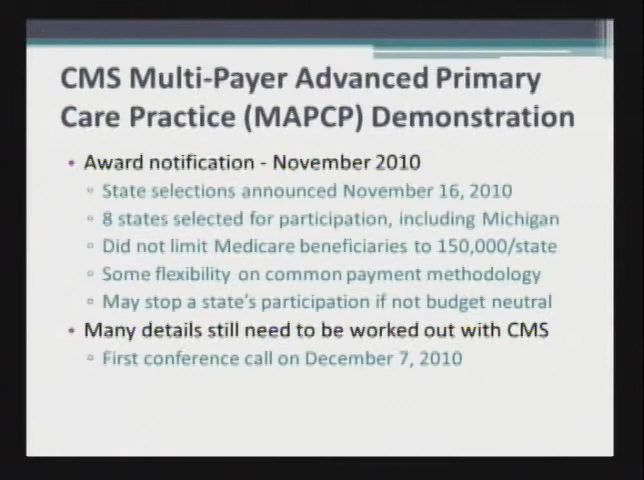 CMS Multi-Payer Advanced Primary
Care Practice (MAPCP) Demonstration
• Award notification - November 2010
▫ State selections announced November 16, 2010
▫ 8 states selected for participation, including Michigan
▫ Did not limit Medicare beneficiaries to 150,000/state
▫ Some flexibility on common payment methodology
▫ May stop a state's participation if not budget neutral
• Many details still need to be worked out with CMS
▫ First conference call on December 7, 2010